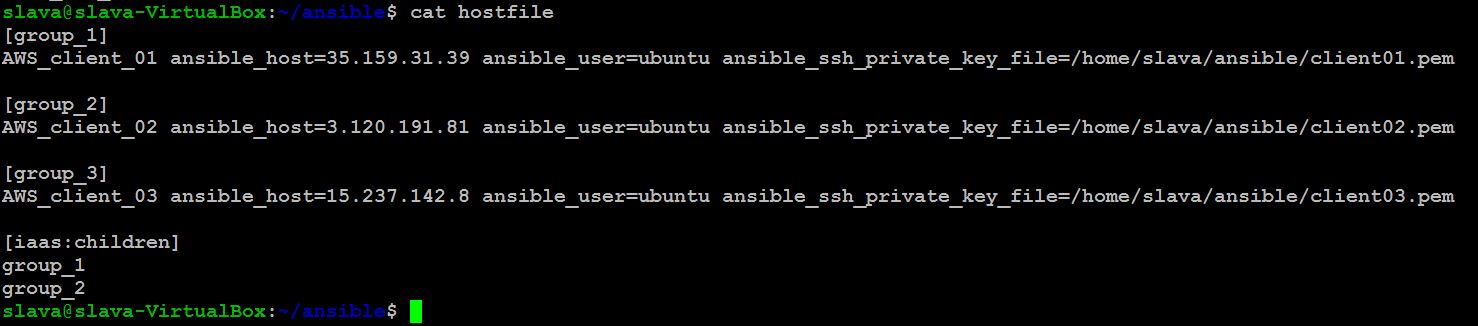 slava@slava-VirtualBox:~/ansible$ cat hostfile
[group_1]
AWS_client_01 ansible_host=35.159.31.39 ansible_user=ubuntu ansible_ssh_private_key_file=/home/slava/ansible/client01.pem
[group_2]
AWS_client_02 ansible_host=3.120.191.81 ansible_user=ubuntu ansible_ssh_private_key_file=/home/slava/ansible/client02.pem
[group_3]
AWS_client_03 ansible_host=15.237.142.8 ansible_user=ubuntu ansible_ssh_private_key_file=/home/slava/ansible/client03.pem
[iaas:children]
group_1
group_2
slava@slava-VirtualBox:~/ansible$